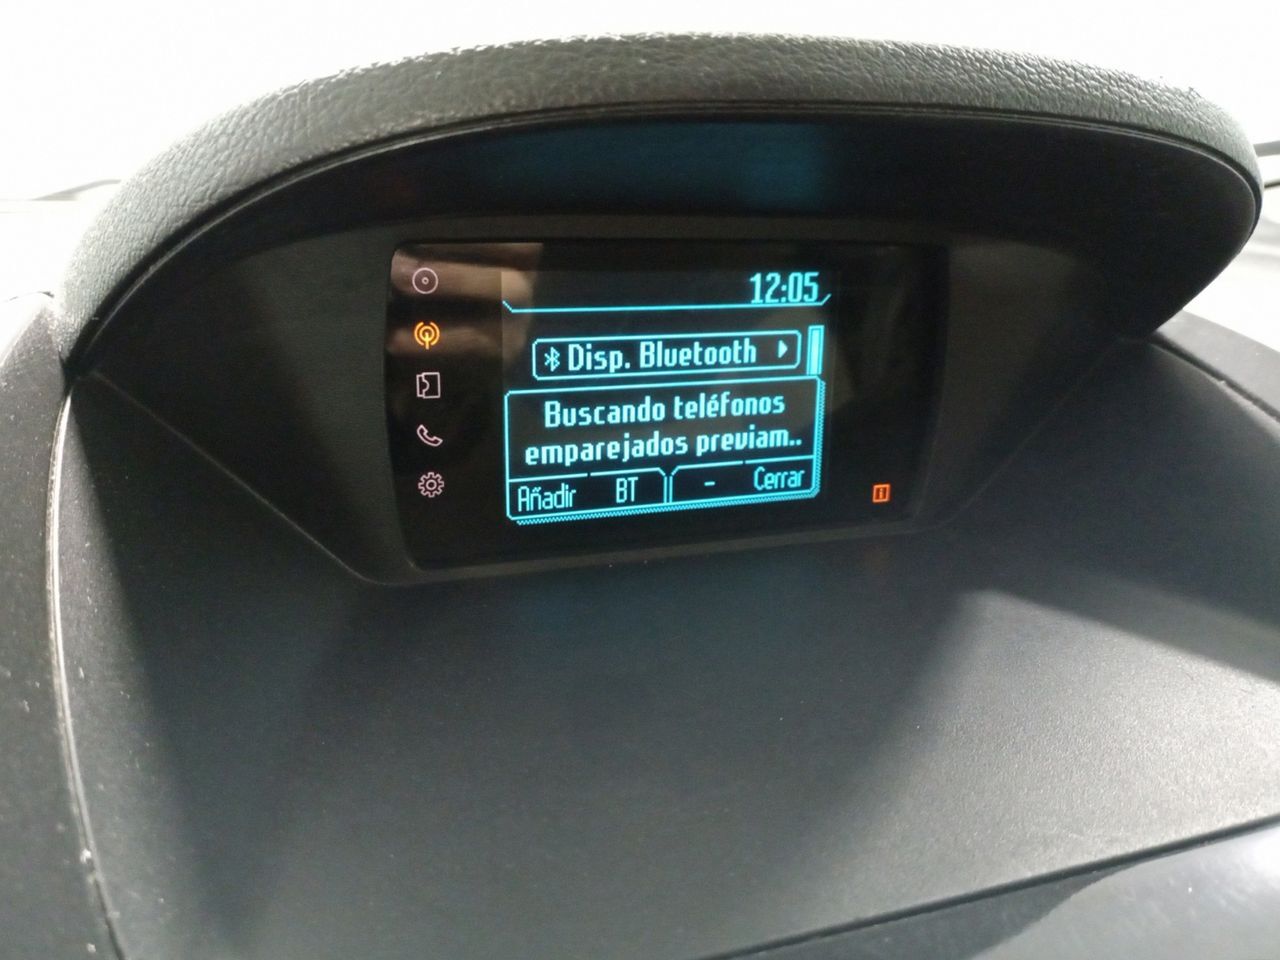 12:05
Disp. Bluetooth
Buscando teléfonos
emparejados previam..
Añadir BT - Cerrar